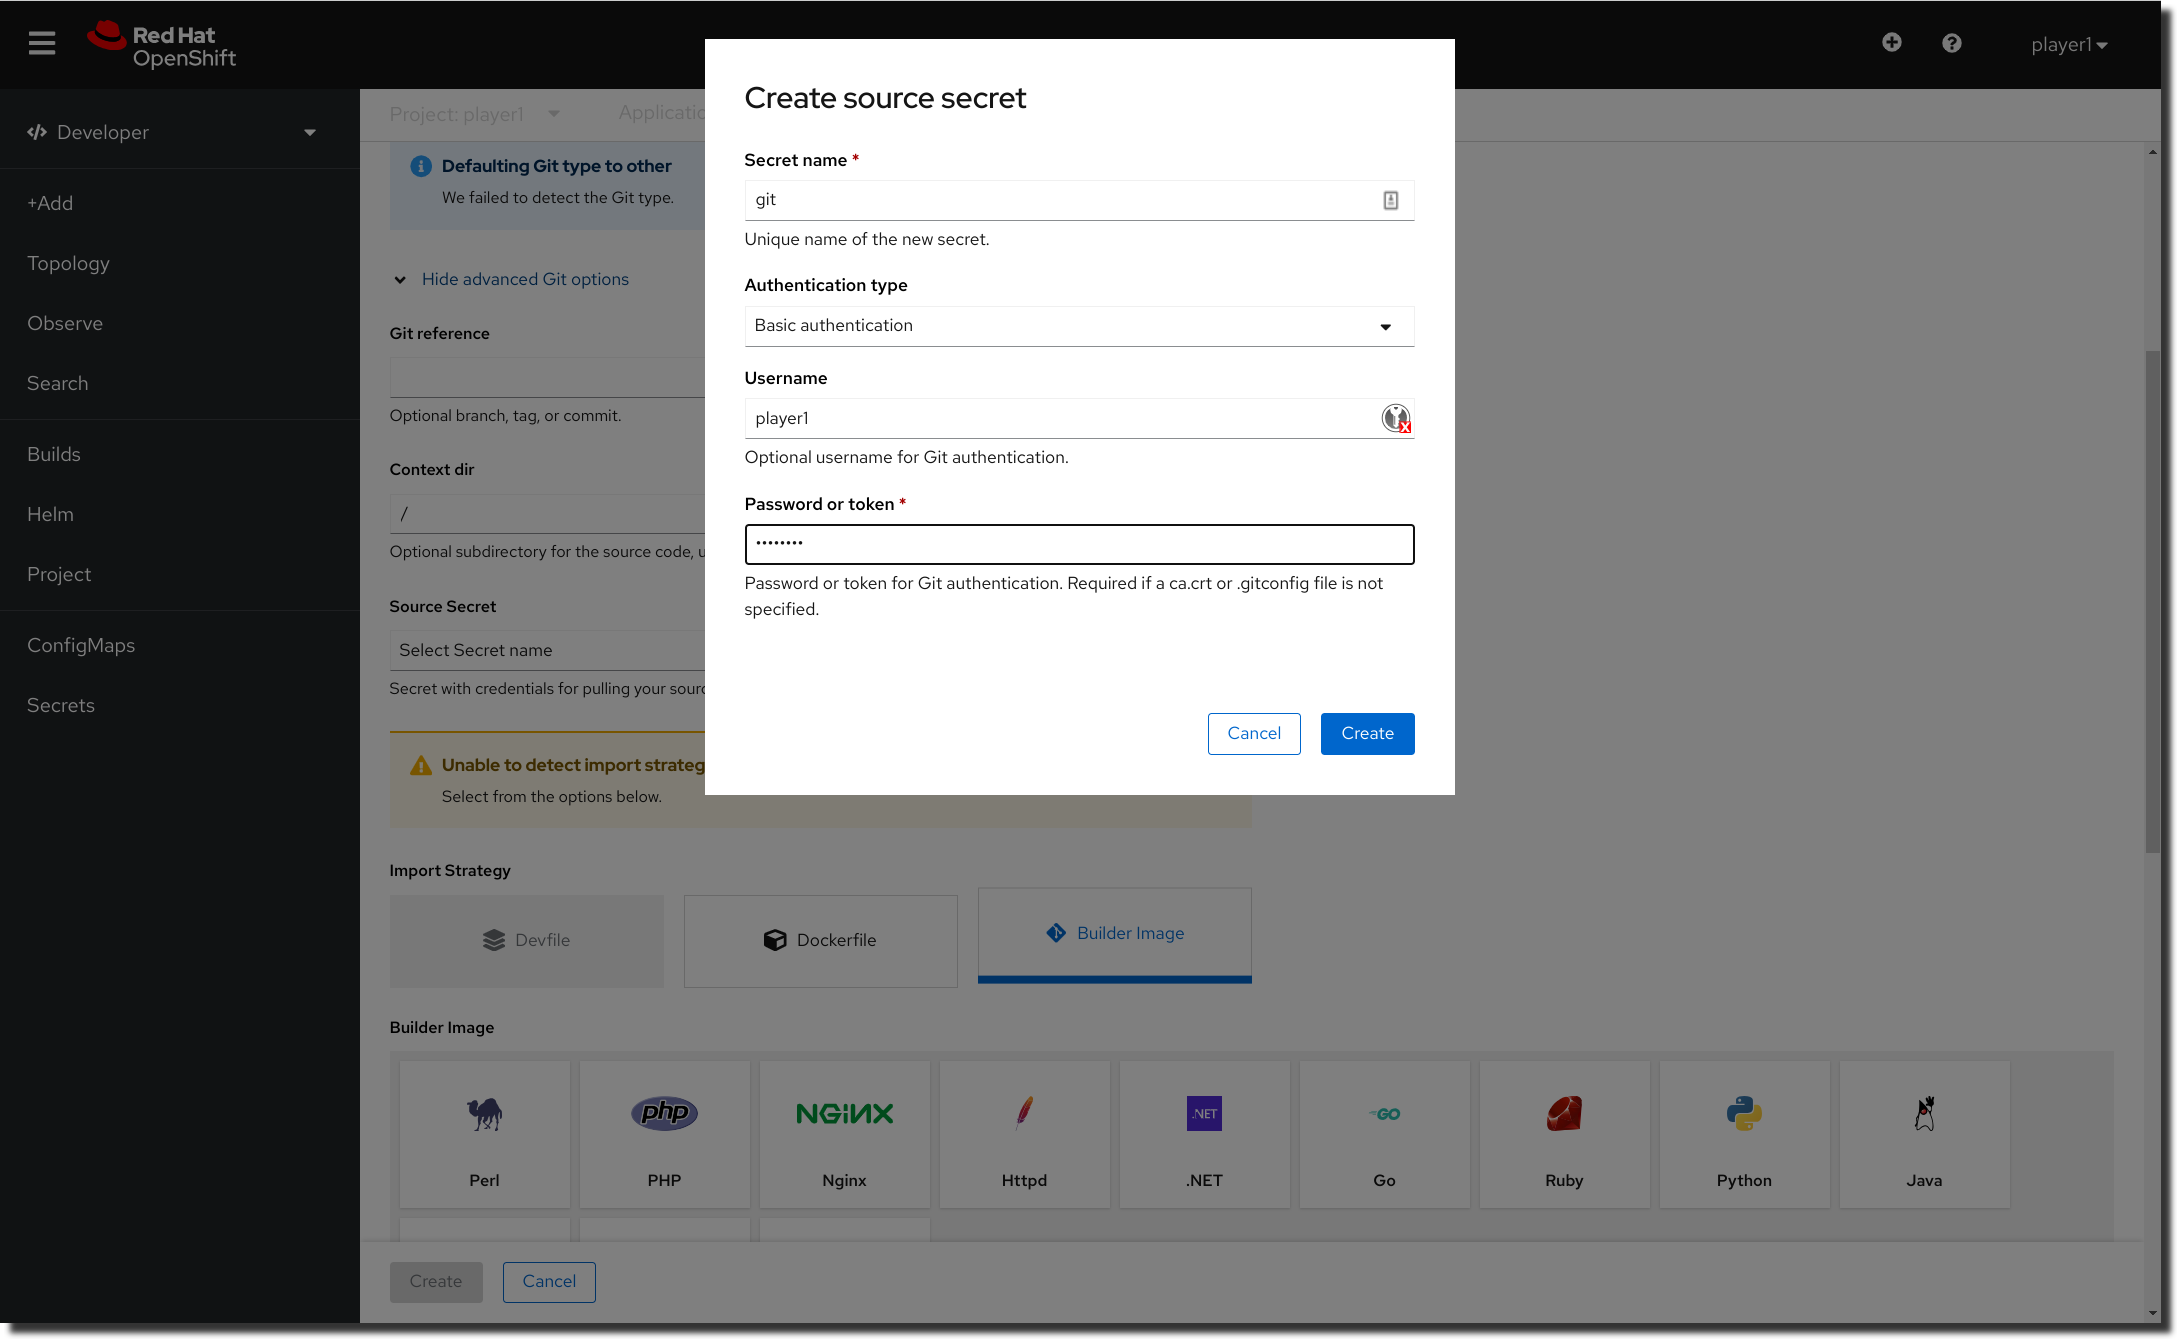 Red Hat
OpenShift
player1
Developer
+Add
Topology
Observe
Search
Builds
Helm
Project
ConfigMaps
Secrets
Project: player1
Defaulting Git type to other
We failed to detect the Git type.
Hide advanced Git options
Git reference
Optional branch, tag, or commit.
Context dir
/
Optional subdirectory for the source code,
Source Secret
Select Secret name
Secret with credentials for pulling your
Unable to detect import
Select from the options below.
Create source secret
Secret name *
git
Unique name of the new secret.
Authentication type
Basic authentication
Username
player1
Optional username for Git authentication.
Password or token *
••••••••
Password or token for Git authentication. Required if a ca.crt or .gitconfig file is not
specified.
Cancel
Create
Import Strategy
Devfile
Dockerfile
Builder Image
Builder Image
php
NGINX
.NET
GO
Perl
PHP
Nginx
Httpd
.NET
Go
Ruby
Python
Java
Create
Cancel